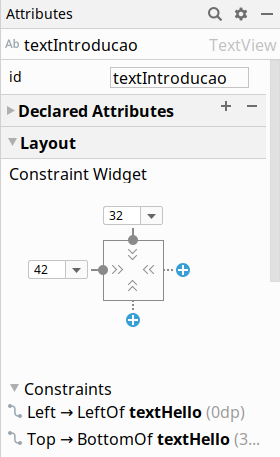 Attributes
Ab textIntroducao TextView
id textIntroducao
Declared Attributes
Layout
Constraint Widget
32
42
Constraints
Left → LeftOf textHello (0dp)
Top → BottomOf textHello (3...